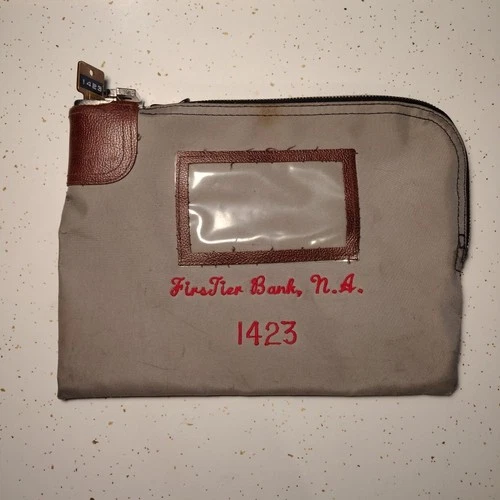 FirsTier Bank, N.A.
1423